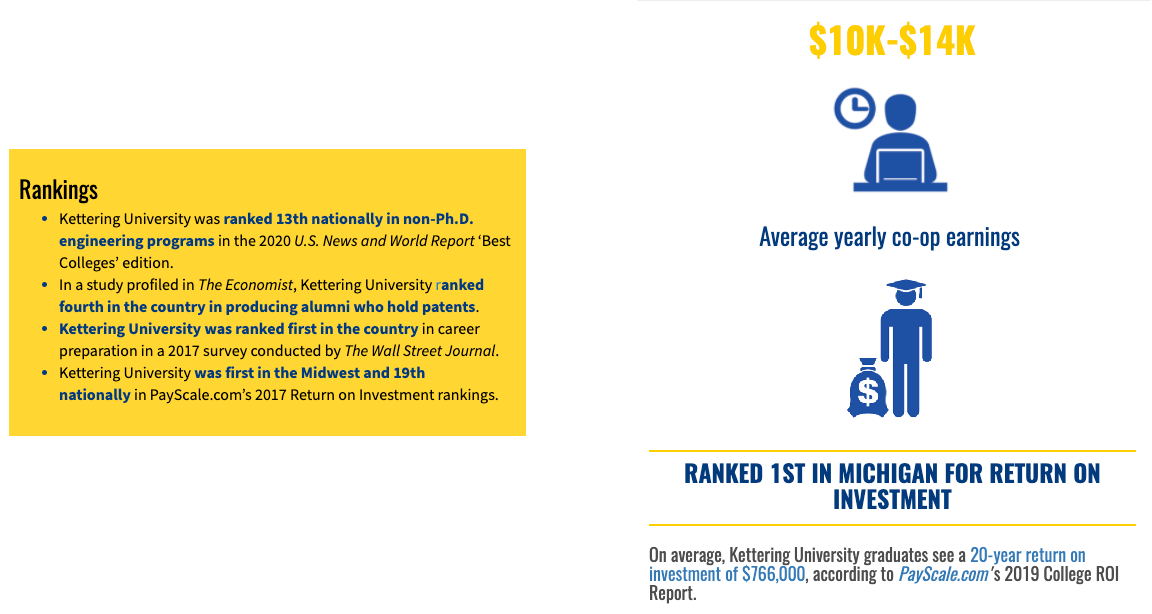 Rankings
• Kettering University was ranked 13th nationally in non-Ph.D.
engineering programs in the 2020 U.S. News and World Report ‘Best
Colleges’ edition.
• In a study profiled in The Economist, Kettering University ranked
fourth in the country in producing alumni who hold patents.
• Kettering University was ranked first in the country in career
preparation in a 2017 survey conducted by The Wall Street Journal.
• Kettering University was first in the Midwest and 19th
nationally in PayScale.com’s 2017 Return on Investment rankings.
$10K-$14K
Average yearly co-op earnings
$
RANKED 1ST IN MICHIGAN FOR RETURN ON
INVESTMENT
On average, Kettering University graduates see a 20-year return on
investment of $766,000, according to PayScale.com's 2019 College ROI
Report.